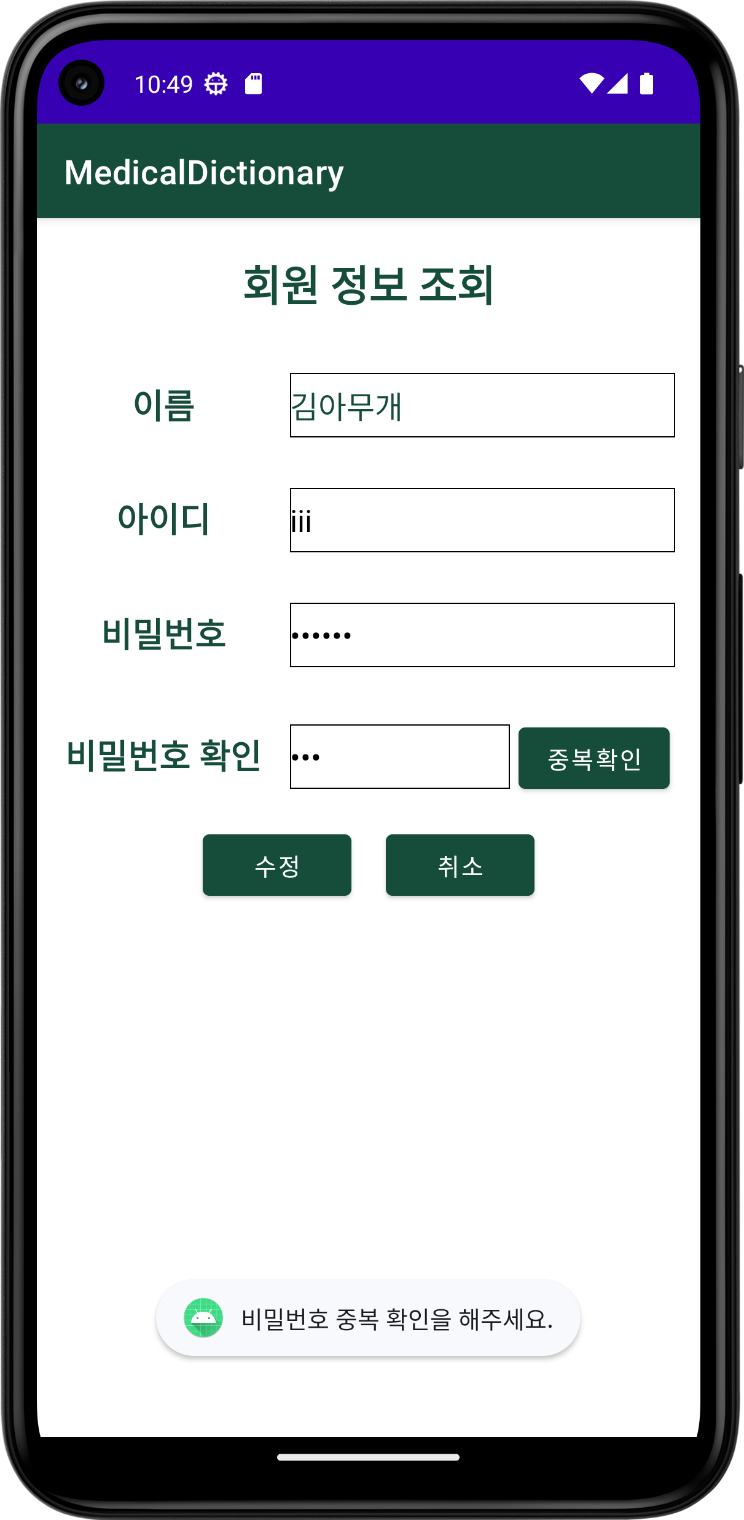 10:49
MedicalDictionary
회원 정보 조회
이름 김아무개
아이디 iii
비밀번호 ••••••
비밀번호 확인 ••• 중복확인
수정 취소
비밀번호 중복 확인을 해주세요.